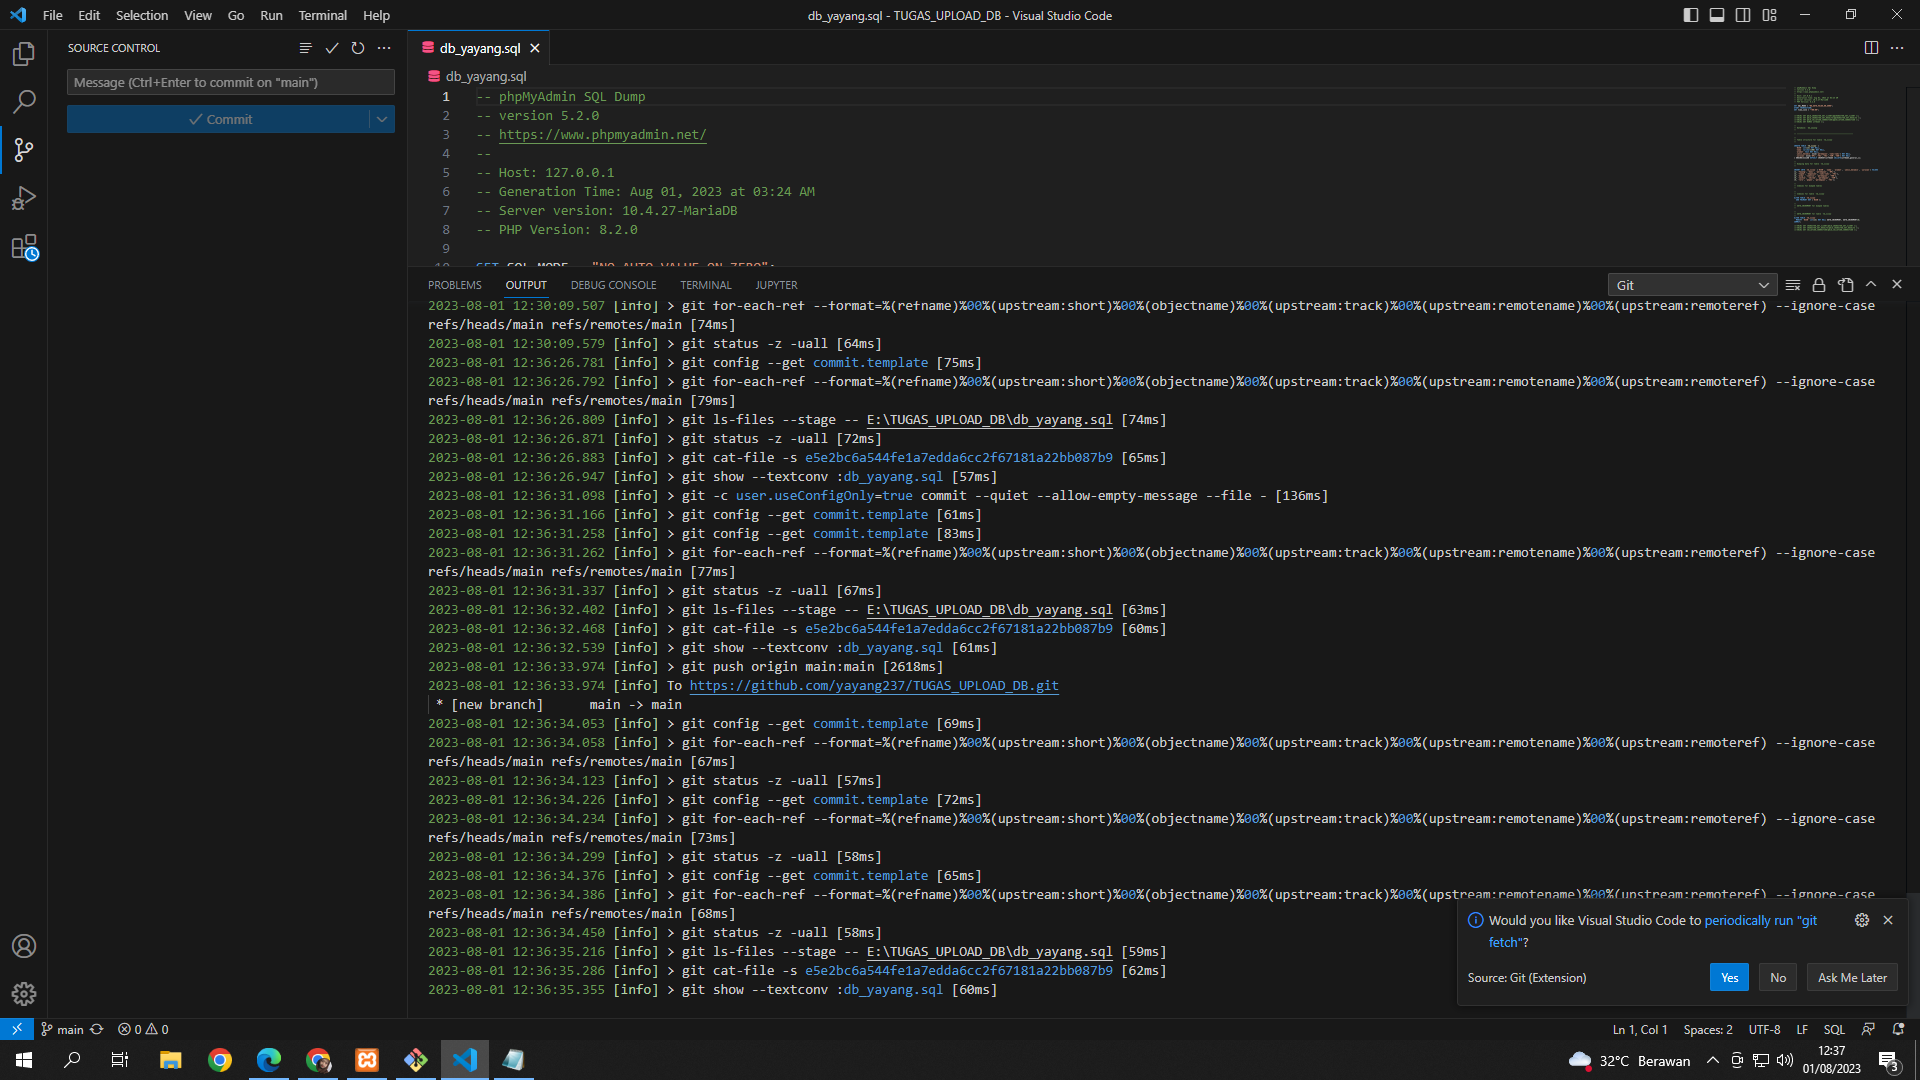 File Edit Selection View Go Run Terminal Help
db_yayang.sql - TUGAS_UPLOAD_DB - Visual Studio Code
SOURCE CONTROL
Message (Ctrl+Enter to commit on "main")
Commit
db_yayang.sql
db_yayang.sql
1 -- phpMyAdmin SQL Dump
2 -- version 5.2.0
3 -- https://www.phpmyadmin.net/
4 --
5 -- Host: 127.0.0.1
6 -- Generation Time: Aug 01, 2023 at 03:24 AM
7 -- Server version: 10.4.27-MariaDB
8 -- PHP Version: 8.2.0
9
10 SET SQL_MODE = "NO_AUTO_VALUE_ON_ZERO";
PROBLEMS OUTPUT DEBUG CONSOLE TERMINAL JUPYTER
Git
2023-08-01 12:30:09.507 [info] > git for-each-ref --format=%(refname)%00%(upstream:short)%00%(objectname)%00%(upstream:track)%00%(upstream:remotename)%00%(upstream:remoteref) --ignore-case
refs/heads/main refs/remotes/main [74ms]
2023-08-01 12:30:09.579 [info] > git status -z -uall [64ms]
2023-08-01 12:36:26.781 [info] > git config --get commit.template [75ms]
2023-08-01 12:36:26.792 [info] > git for-each-ref --format=%(refname)%00%(upstream:short)%00%(objectname)%00%(upstream:track)%00%(upstream:remotename)%00%(upstream:remoteref) --ignore-case
refs/heads/main refs/remotes/main [79ms]
2023-08-01 12:36:26.809 [info] > git ls-files --stage -- E:\TUGAS_UPLOAD_DB\db_yayang.sql [74ms]
2023-08-01 12:36:26.871 [info] > git status -z -uall [72ms]
2023-08-01 12:36:26.883 [info] > git cat-file -s e5e2bc6a544fe1a7edda6cc2f67181a22bb087b9 [65ms]
2023-08-01 12:36:26.947 [info] > git show --textconv :db_yayang.sql [57ms]
2023-08-01 12:36:31.098 [info] > git -c user.useConfigOnly=true commit --quiet --allow-empty-message --file - [136ms]
2023-08-01 12:36:31.166 [info] > git config --get commit.template [61ms]
2023-08-01 12:36:31.258 [info] > git config --get commit.template [83ms]
2023-08-01 12:36:31.262 [info] > git for-each-ref --format=%(refname)%00%(upstream:short)%00%(objectname)%00%(upstream:track)%00%(upstream:remotename)%00%(upstream:remoteref) --ignore-case
refs/heads/main refs/remotes/main [77ms]
2023-08-01 12:36:31.337 [info] > git status -z -uall [67ms]
2023-08-01 12:36:32.402 [info] > git ls-files --stage -- E:\TUGAS_UPLOAD_DB\db_yayang.sql [63ms]
2023-08-01 12:36:32.468 [info] > git cat-file -s e5e2bc6a544fe1a7edda6cc2f67181a22bb087b9 [60ms]
2023-08-01 12:36:32.539 [info] > git show --textconv :db_yayang.sql [61ms]
2023-08-01 12:36:33.974 [info] > git push origin main:main [2618ms]
2023-08-01 12:36:33.974 [info] To https://github.com/yayang237/TUGAS_UPLOAD_DB.git
* [new branch] main -> main
2023-08-01 12:36:34.053 [info] > git config --get commit.template [69ms]
2023-08-01 12:36:34.058 [info] > git for-each-ref --format=%(refname)%00%(upstream:short)%00%(objectname)%00%(upstream:track)%00%(upstream:remotename)%00%(upstream:remoteref) --ignore-case
refs/heads/main refs/remotes/main [67ms]
2023-08-01 12:36:34.123 [info] > git status -z -uall [57ms]
2023-08-01 12:36:34.226 [info] > git config --get commit.template [72ms]
2023-08-01 12:36:34.234 [info] > git for-each-ref --format=%(refname)%00%(upstream:short)%00%(objectname)%00%(upstream:track)%00%(upstream:remotename)%00%(upstream:remoteref) --ignore-case
refs/heads/main refs/remotes/main [73ms]
2023-08-01 12:36:34.299 [info] > git status -z -uall [58ms]
2023-08-01 12:36:34.376 [info] > git config --get commit.template [65ms]
2023-08-01 12:36:34.386 [info] > git for-each-ref --format=%(refname)%00%(upstream:short)%00%(objectname)%00%(upstream:track)%00%(upstream:remotename)%00%(upstream:remoteref) --ignore-case
refs/heads/main refs/remotes/main [68ms]
2023-08-01 12:36:34.450 [info] > git status -z -uall [58ms]
2023-08-01 12:36:35.216 [info] > git ls-files --stage -- E:\TUGAS_UPLOAD_DB\db_yayang.sql [59ms]
2023-08-01 12:36:35.286 [info] > git cat-file -s e5e2bc6a544fe1a7edda6cc2f67181a22bb087b9 [62ms]
2023-08-01 12:36:35.355 [info] > git show --textconv :db_yayang.sql [60ms]
Would you like Visual Studio Code to periodically run "git
fetch"?
Source: Git (Extension)
Yes No Ask Me Later
main 0 0
Ln 1, Col 1 Spaces: 2 UTF-8 LF SQL
32°C Berawan
12:37
01/08/2023
3